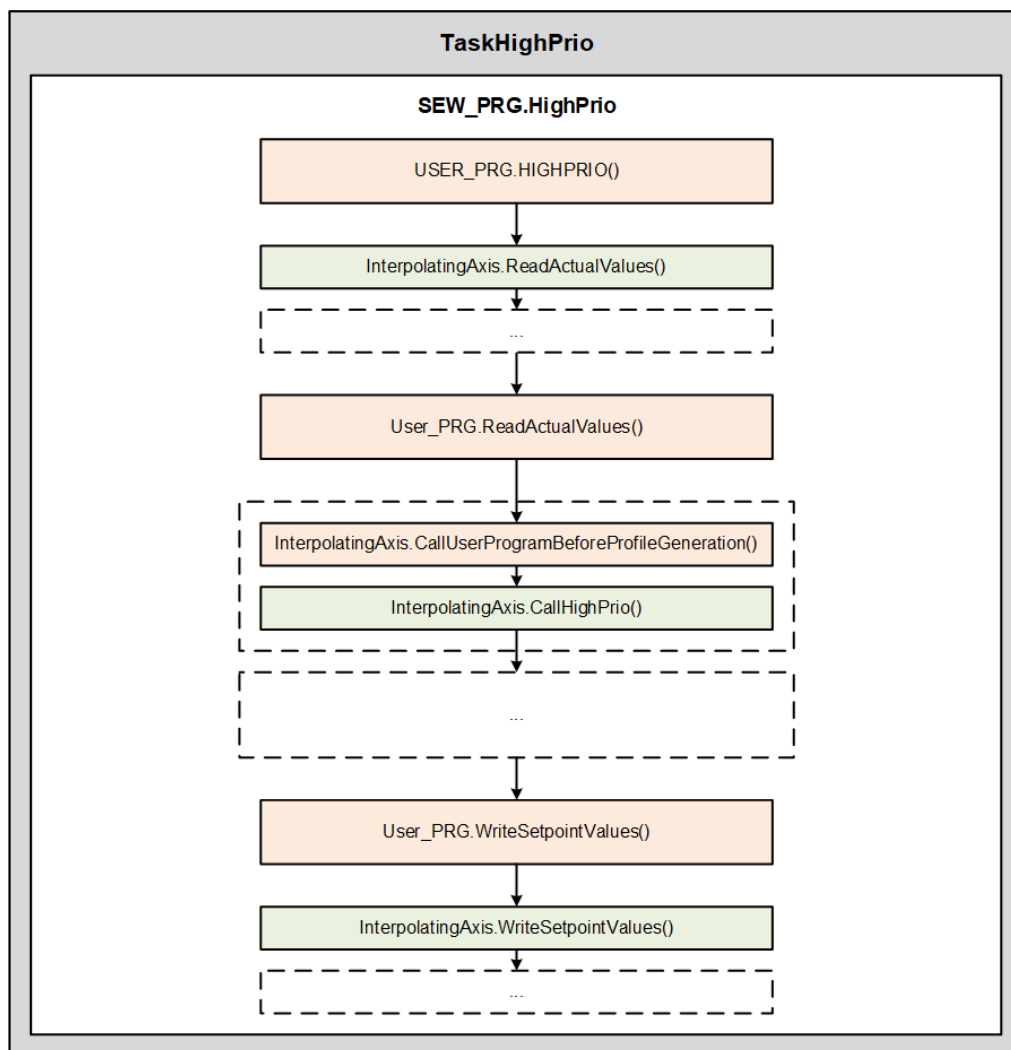 TaskHighPrio
SEW_PRG.HighPrio
USER_PRG.HIGHPRIO()
InterpolatingAxis.ReadActualValues()
...
User_PRG.ReadActualValues()
InterpolatingAxis.CallUserProgramBeforeProfileGeneration()
InterpolatingAxis.CallHighPrio()
...
User_PRG.WriteSetpointValues()
InterpolatingAxis.WriteSetpointValues()
...